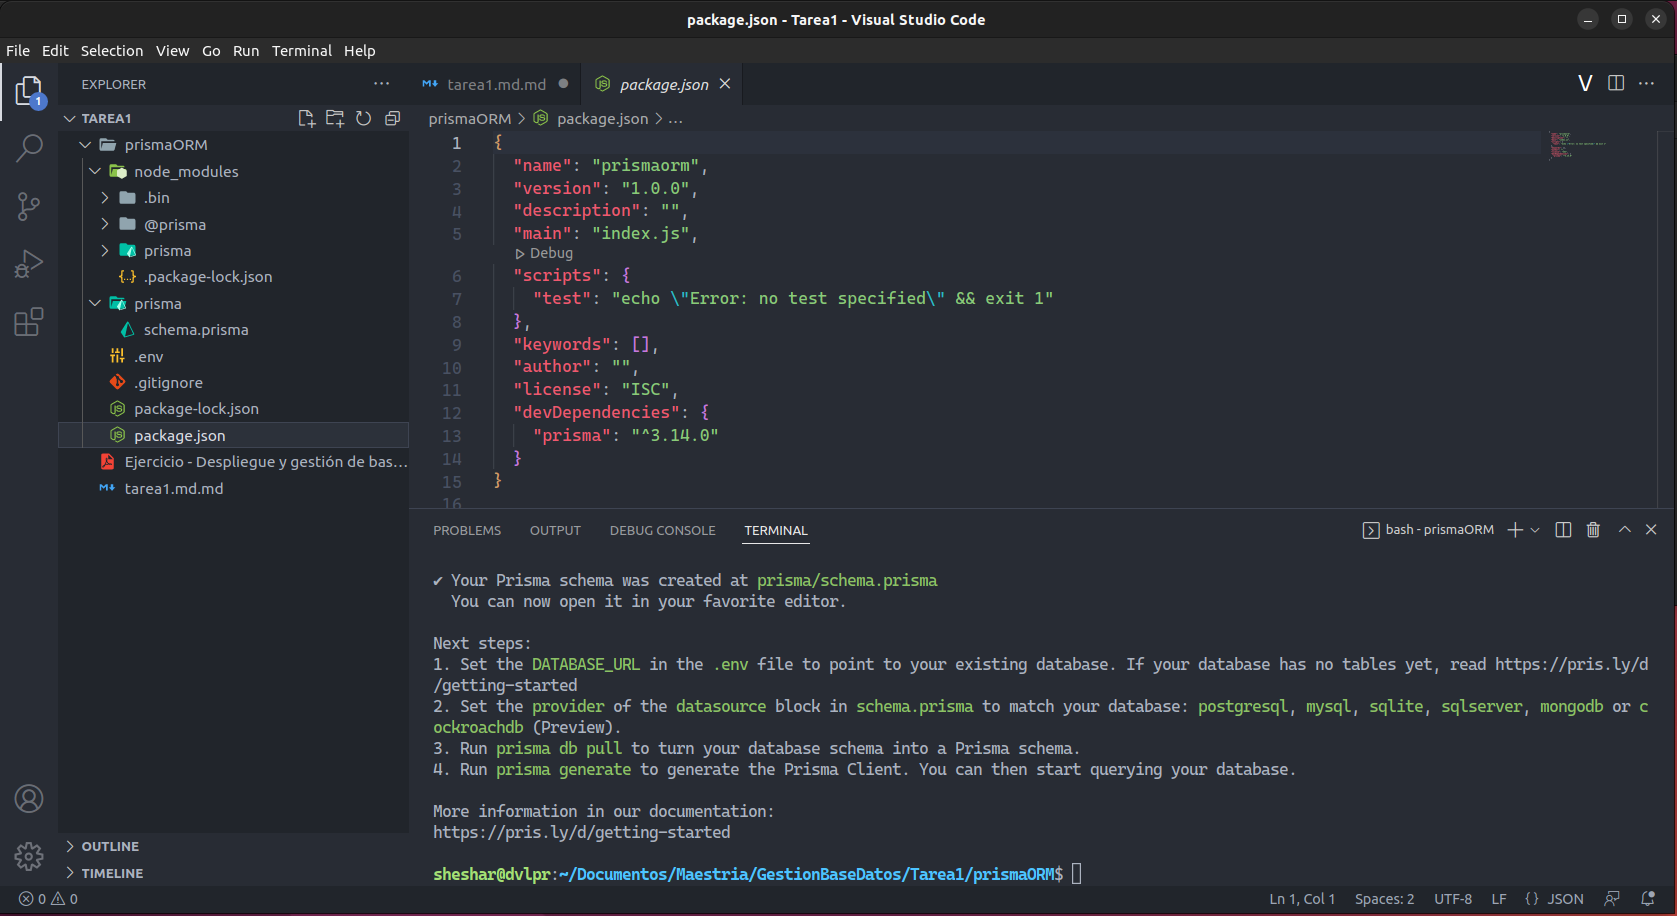 package.json - Tarea1 - Visual Studio Code
File Edit Selection View Go Run Terminal Help
EXPLORER
tarea1.md.md
package.json
1
TAREA1
prismaORM > package.json > ...
prismaORM
node_modules
.bin
@prisma
prisma
.package-lock.json
prisma
schema.prisma
.env
.gitignore
package-lock.json
package.json
Ejercicio - Despliegue y gestión de bas...
tarea1.md.md
OUTLINE
TIMELINE
1 {
2 "name": "prismaorm",
3 "version": "1.0.0",
4 "description": "",
5 "main": "index.js",
Debug
6 "scripts": {
7 "test": "echo \"Error: no test specified\" && exit 1"
8 },
9 "keywords": [],
10 "author": "",
11 "license": "ISC",
12 "devDependencies": {
13 "prisma": "^3.14.0"
14 }
15 }
16
PROBLEMS OUTPUT DEBUG CONSOLE TERMINAL
bash - prismaORM
✔ Your Prisma schema was created at prisma/schema.prisma
You can now open it in your favorite editor.
Next steps:
1. Set the DATABASE_URL in the .env file to point to your existing database. If your database has no tables yet, read https://pris.ly/d
/getting-started
2. Set the provider of the datasource block in schema.prisma to match your database: postgresql, mysql, sqlite, sqlserver, mongodb or c
ockroachdb (Preview).
3. Run prisma db pull to turn your database schema into a Prisma schema.
4. Run prisma generate to generate the Prisma Client. You can then start querying your database.
More information in our documentation:
https://pris.ly/d/getting-started
sheshar@dvlpr:~/Documentos/Maestria/GestionBaseDatos/Tarea1/prismaORM$
0 0
Ln 1, Col 1 Spaces: 2 UTF-8 LF {} JSON